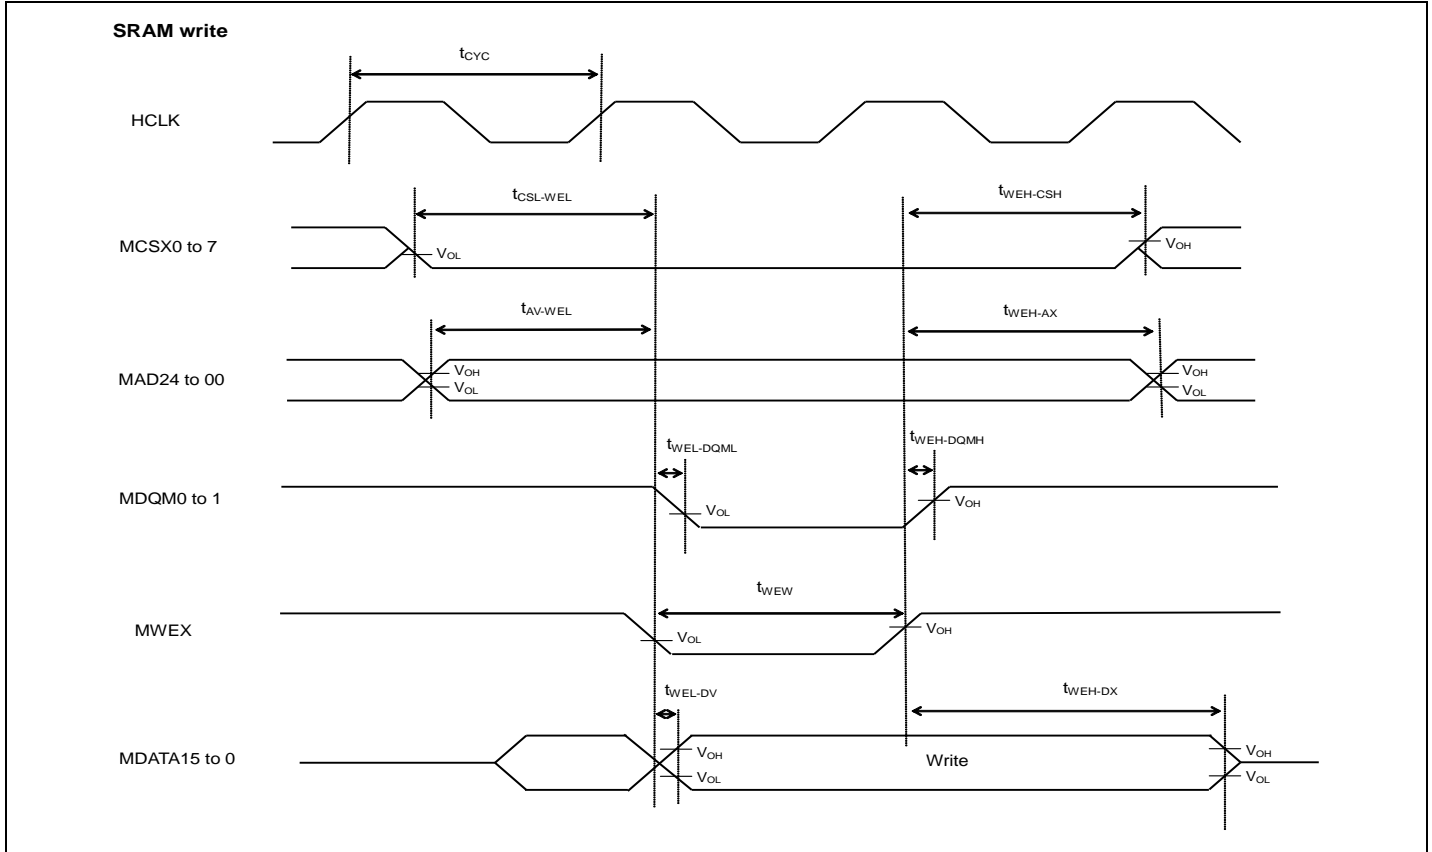 SRAM write
tCYC
HCLK
tCSL-WEL
tWEH-CSH
MCSX0 to 7
VOL
VOH
tAV-WEL
tWEH-AX
MAD24 to 00
VOH
VOL
VOH
VOL
tWEL-DQML
tWEH-DQMH
MDQM0 to 1
VOL
VOH
tWEW
MWEX
VOL
VOH
tWEL-DV
tWEH-DX
MDATA15 to 0
VOH
VOL
Write
VOH
VOL